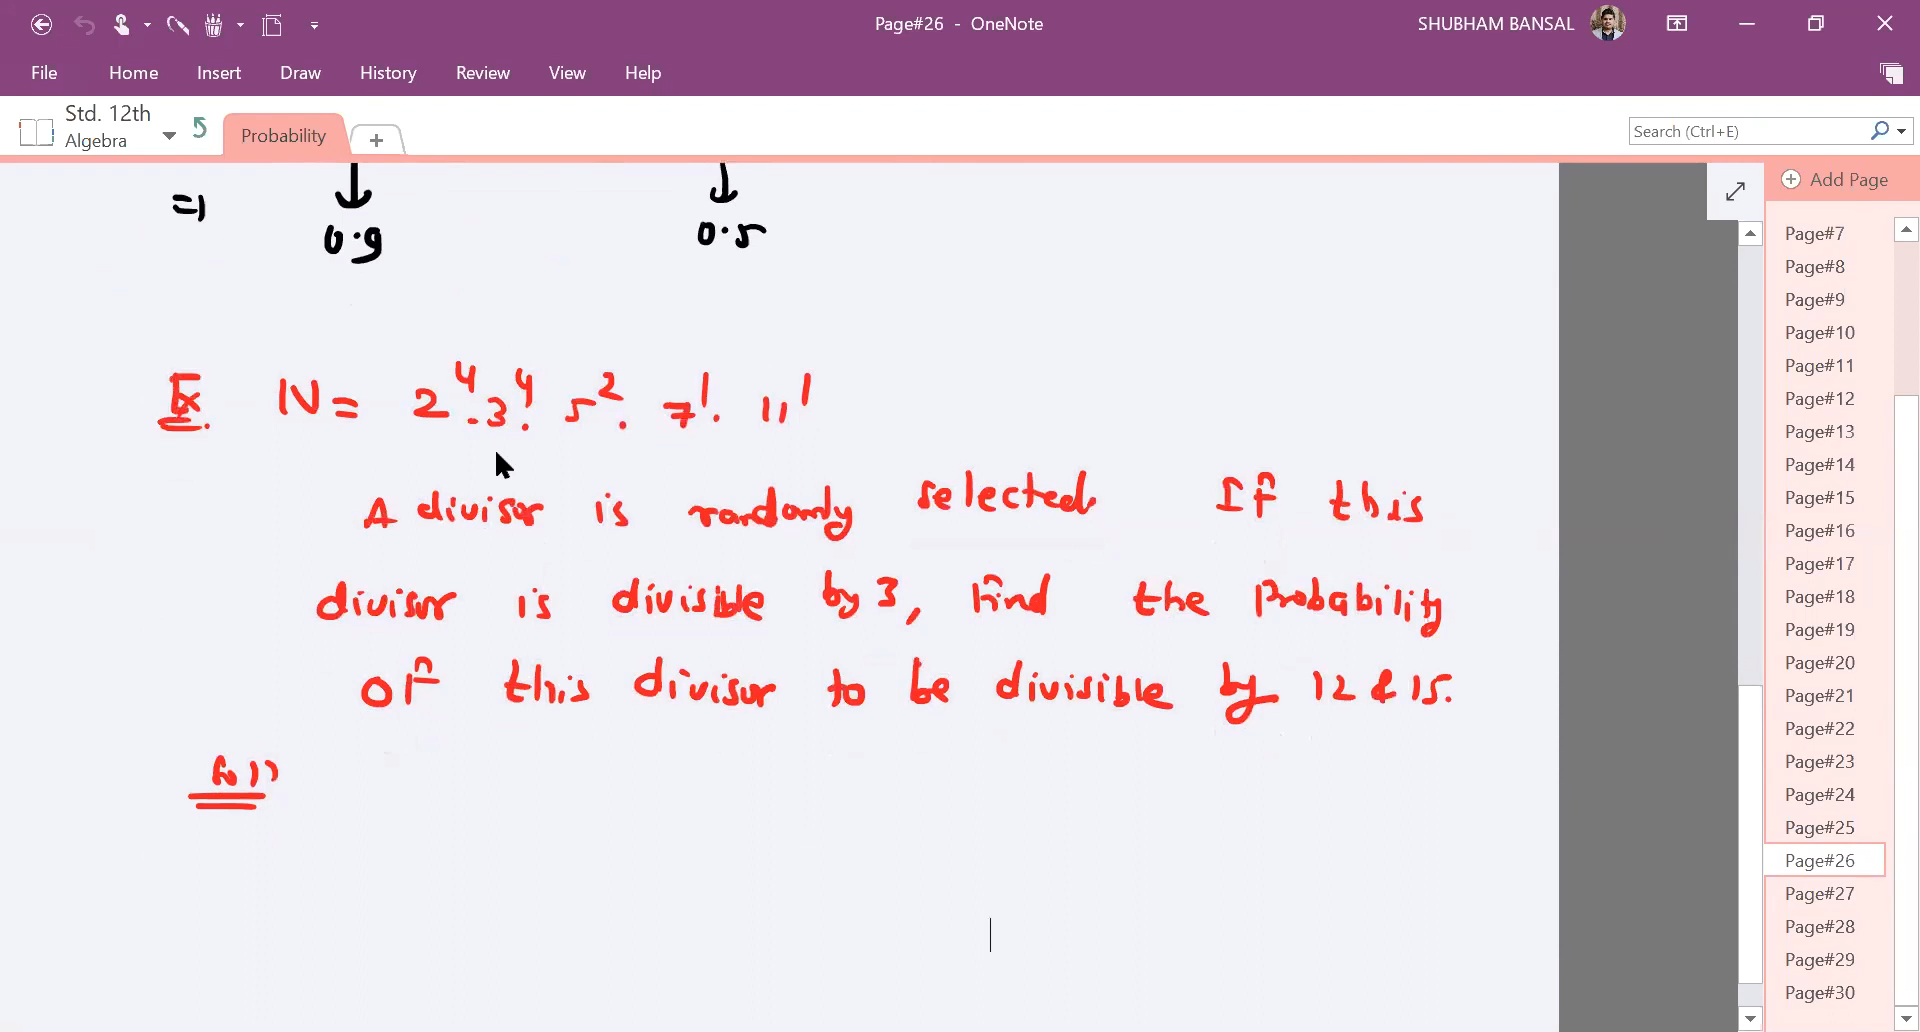 Page#26 - OneNote
SHUBHAM BANSAL
File Home Insert Draw History Review View Help
Std. 12th
Algebra
Probability
+
Search (Ctrl+E)
Add Page
Page#7
Page#8
Page#9
Page#10
Page#11
Page#12
Page#13
Page#14
Page#15
Page#16
Page#17
Page#18
Page#19
Page#20
Page#21
Page#22
Page#23
Page#24
Page#25
Page#26
Page#27
Page#28
Page#29
Page#30
0.9 0.5
Ex. N = 2⁴·3⁴·5²·7¹·11¹
A divisor is randomly selected If this
divisor is divisible by 3, Find the Probability
of this divisor to be divisible by 12 & 15.
Sol)